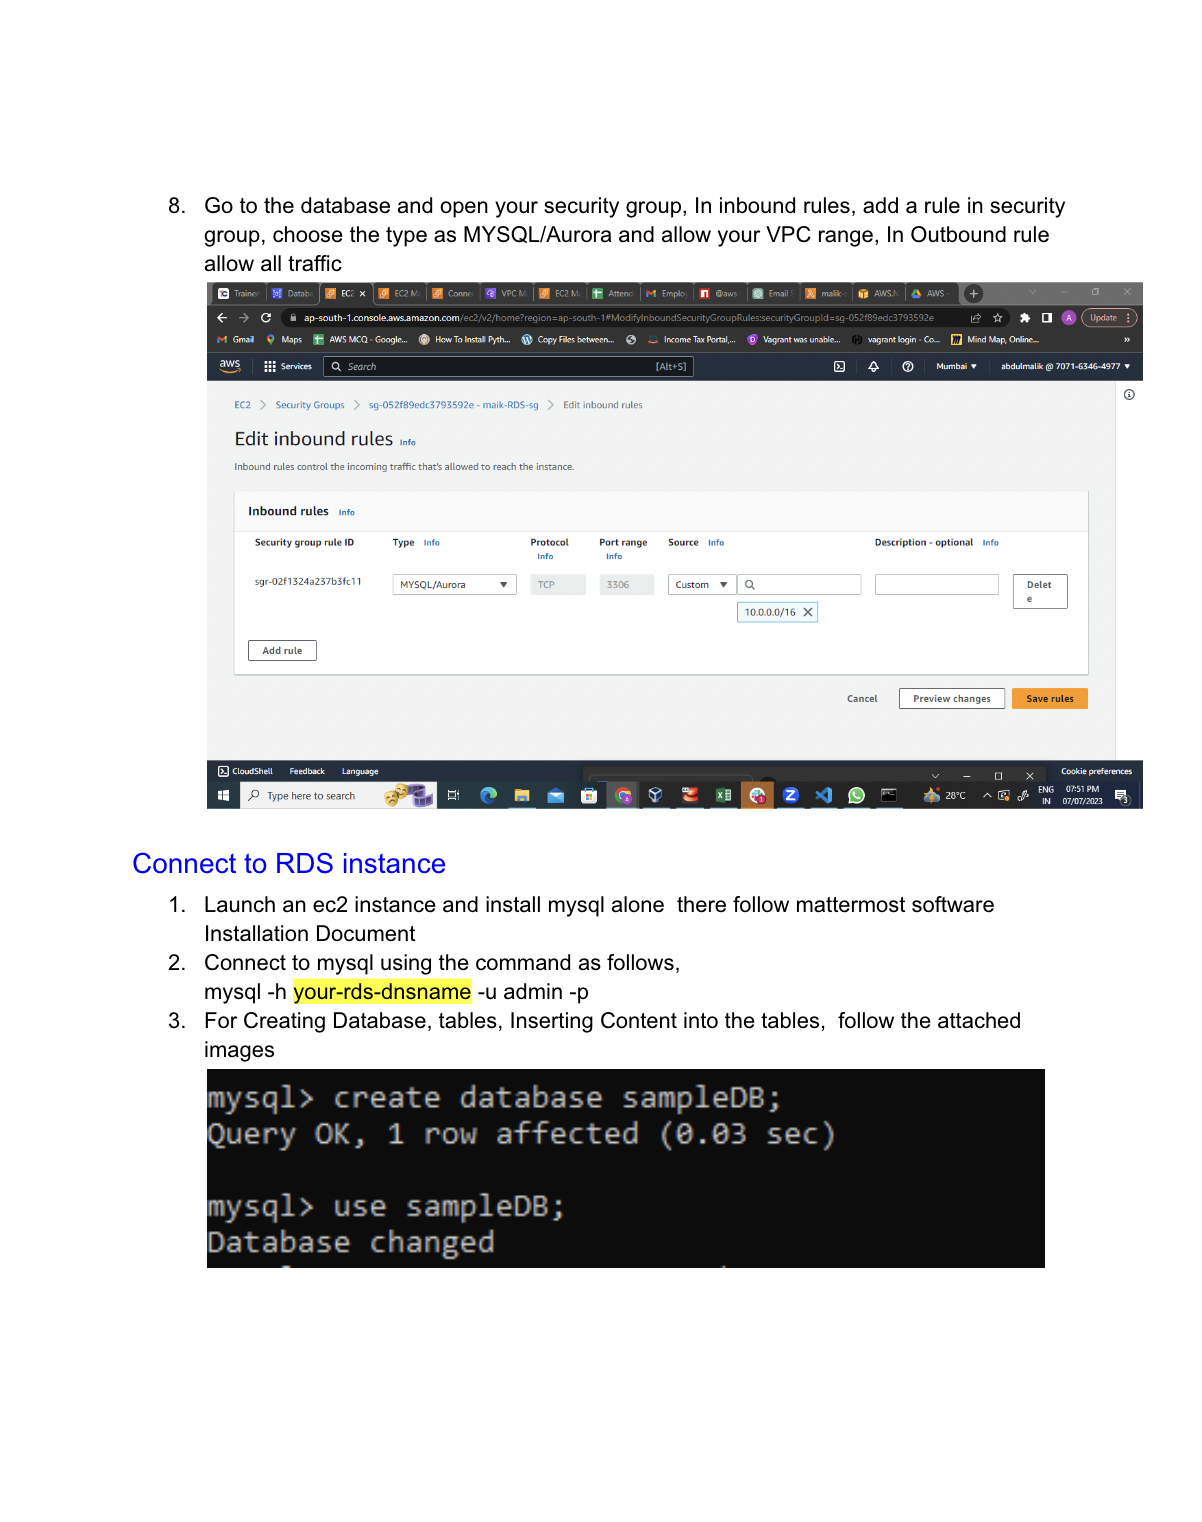 8. Go to the database and open your security group, In inbound rules, add a rule in security
group, choose the type as MYSQL/Aurora and allow your VPC range, In Outbound rule
allow all traffic
Trainer Databa EC2 × EC2 M Conne VPC M EC2 M Attend Emplo @aws- Email S malik- AWS.N AWS - +
ap-south-1.console.aws.amazon.com/ec2/v2/home?region=ap-south-1#ModifyInboundSecurityGroupRules:securityGroupId=sg-052f89edc3793592e A Update
Gmail Maps AWS MCQ - Google... How To Install Pyth... Copy Files between... Income Tax Portal,... Vagrant was unable... vagrant login - Co... Mind Map, Online... »
aws Services Search [Alt+S] Mumbai ▼ abdulmalik @ 7071-6346-4977 ▼
EC2 > Security Groups > sg-052f89edc3793592e - maik-RDS-sg > Edit inbound rules
Edit inbound rules Info
Inbound rules control the incoming traffic that's allowed to reach the instance.
Inbound rules Info
Security group rule ID Type Info Protocol Port range Source Info Description - optional Info
Info Info
sgr-02f1324a237b3fc11 MYSQL/Aurora ▼ TCP 3306 Custom ▼ Delet
e
10.0.0.0/16 ×
Add rule
Cancel Preview changes Save rules
CloudShell Feedback Language Cookie preferences
Type here to search 28°C ENG 07:51 PM
IN 07/07/2023 3
Connect to RDS instance
1. Launch an ec2 instance and install mysql alone there follow mattermost software
Installation Document
2. Connect to mysql using the command as follows,
mysql -h your-rds-dnsname -u admin -p
3. For Creating Database, tables, Inserting Content into the tables, follow the attached
images
mysql> create database sampleDB;
Query OK, 1 row affected (0.03 sec)
mysql> use sampleDB;
Database changed